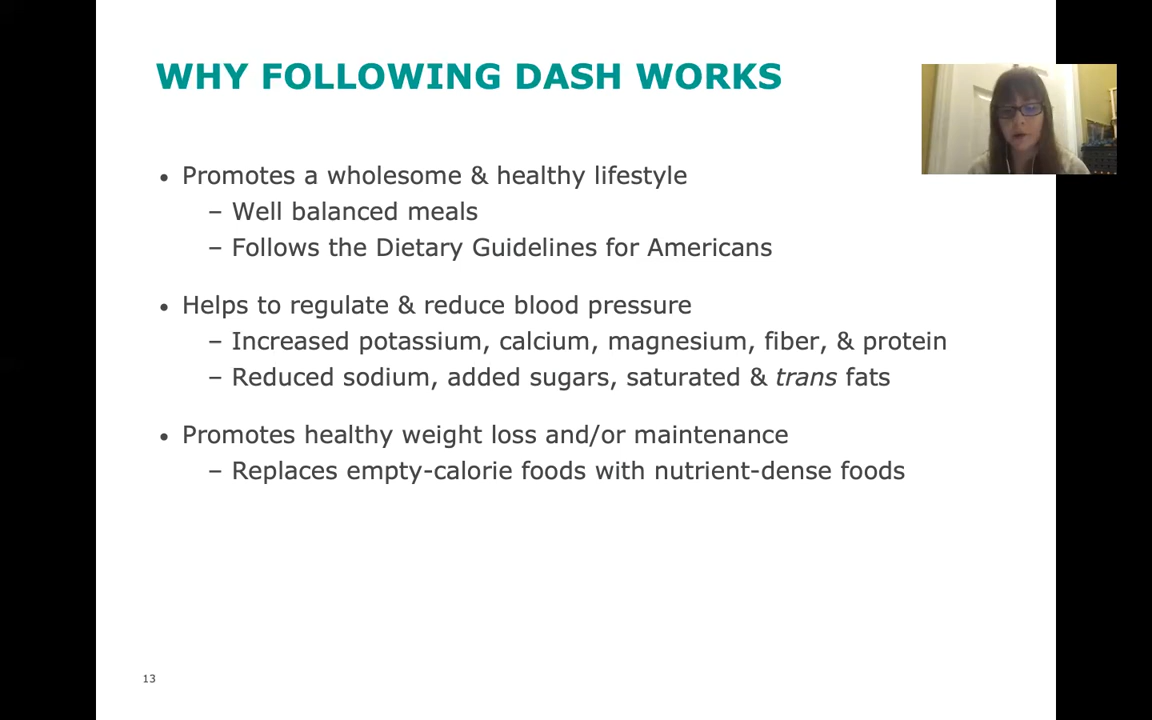 WHY FOLLOWING DASH WORKS
• Promotes a wholesome & healthy lifestyle
– Well balanced meals
– Follows the Dietary Guidelines for Americans
• Helps to regulate & reduce blood pressure
– Increased potassium, calcium, magnesium, fiber, & protein
– Reduced sodium, added sugars, saturated & trans fats
• Promotes healthy weight loss and/or maintenance
– Replaces empty-calorie foods with nutrient-dense foods
13